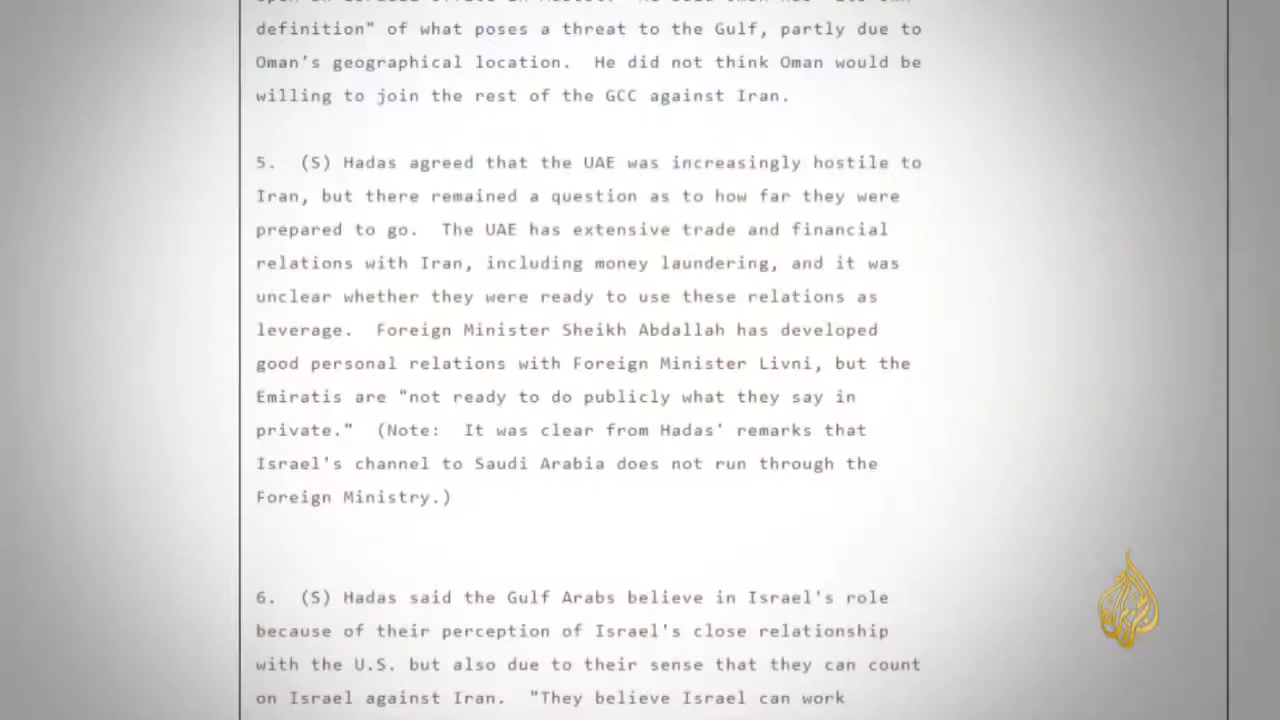 definition" of what poses a threat to the Gulf, partly due to
Oman's geographical location.  He did not think Oman would be
willing to join the rest of the GCC against Iran.
5.  (S) Hadas agreed that the UAE was increasingly hostile to
Iran, but there remained a question as to how far they were
prepared to go.  The UAE has extensive trade and financial
relations with Iran, including money laundering, and it was
unclear whether they were ready to use these relations as
leverage.  Foreign Minister Sheikh Abdallah has developed
good personal relations with Foreign Minister Livni, but the
Emiratis are "not ready to do publicly what they say in
private."  (Note:  It was clear from Hadas' remarks that
Israel's channel to Saudi Arabia does not run through the
Foreign Ministry.)
6.  (S) Hadas said the Gulf Arabs believe in Israel's role
because of their perception of Israel's close relationship
with the U.S. but also due to their sense that they can count
on Israel against Iran.  "They believe Israel can work
الجزيرة